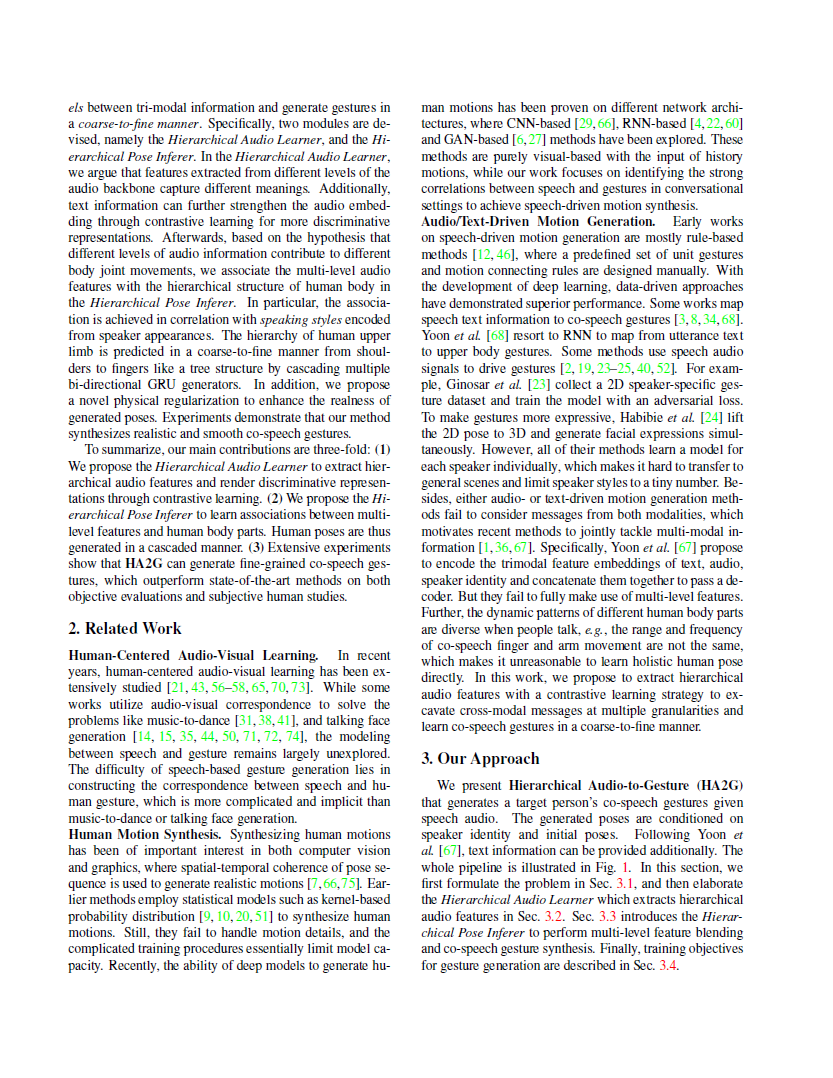 els between tri-modal information and generate gestures in
a coarse-to-fine manner. Specifically, two modules are de-
vised, namely the Hierarchical Audio Learner, and the Hi-
erarchical Pose Inferer. In the Hierarchical Audio Learner,
we argue that features extracted from different levels of the
audio backbone capture different meanings. Additionally,
text information can further strengthen the audio embed-
ding through contrastive learning for more discriminative
representations. Afterwards, based on the hypothesis that
different levels of audio information contribute to different
body joint movements, we associate the multi-level audio
features with the hierarchical structure of human body in
the Hierarchical Pose Inferer. In particular, the associa-
tion is achieved in correlation with speaking styles encoded
from speaker appearances. The hierarchy of human upper
limb is predicted in a coarse-to-fine manner from shoul-
ders to fingers like a tree structure by cascading multiple
bi-directional GRU generators. In addition, we propose
a novel physical regularization to enhance the realness of
generated poses. Experiments demonstrate that our method
synthesizes realistic and smooth co-speech gestures.
To summarize, our main contributions are three-fold: (1)
We propose the Hierarchical Audio Learner to extract hier-
archical audio features and render discriminative represen-
tations through contrastive learning. (2) We propose the Hi-
erarchical Pose Inferer to learn associations between multi-
level features and human body parts. Human poses are thus
generated in a cascaded manner. (3) Extensive experiments
show that HA2G can generate fine-grained co-speech ges-
tures, which outperform state-of-the-art methods on both
objective evaluations and subjective human studies.
2. Related Work
Human-Centered Audio-Visual Learning. In recent
years, human-centered audio-visual learning has been ex-
tensively studied [21, 43, 56–58, 65, 70, 73]. While some
works utilize audio-visual correspondence to solve the
problems like music-to-dance [31, 38, 41], and talking face
generation [14, 15, 35, 44, 50, 71, 72, 74], the modeling
between speech and gesture remains largely unexplored.
The difficulty of speech-based gesture generation lies in
constructing the correspondence between speech and hu-
man gesture, which is more complicated and implicit than
music-to-dance or talking face generation.
Human Motion Synthesis. Synthesizing human motions
has been of important interest in both computer vision
and graphics, where spatial-temporal coherence of pose se-
quence is used to generate realistic motions [7, 66, 75]. Ear-
lier methods employ statistical models such as kernel-based
probability distribution [9, 10, 20, 51] to synthesize human
motions. Still, they fail to handle motion details, and the
complicated training procedures essentially limit model ca-
pacity. Recently, the ability of deep models to generate hu-
man motions has been proven on different network archi-
tectures, where CNN-based [29, 66], RNN-based [4, 22, 60]
and GAN-based [6, 27] methods have been explored. These
methods are purely visual-based with the input of history
motions, while our work focuses on identifying the strong
correlations between speech and gestures in conversational
settings to achieve speech-driven motion synthesis.
Audio/Text-Driven Motion Generation. Early works
on speech-driven motion generation are mostly rule-based
methods [12, 46], where a predefined set of unit gestures
and motion connecting rules are designed manually. With
the development of deep learning, data-driven approaches
have demonstrated superior performance. Some works map
speech text information to co-speech gestures [3, 8, 34, 68].
Yoon et al. [68] resort to RNN to map from utterance text
to upper body gestures. Some methods use speech audio
signals to drive gestures [2, 19, 23–25, 40, 52]. For exam-
ple, Ginosar et al. [23] collect a 2D speaker-specific ges-
ture dataset and train the model with an adversarial loss.
To make gestures more expressive, Habibie et al. [24] lift
the 2D pose to 3D and generate facial expressions simul-
taneously. However, all of their methods learn a model for
each speaker individually, which makes it hard to transfer to
general scenes and limit speaker styles to a tiny number. Be-
sides, either audio- or text-driven motion generation meth-
ods fail to consider messages from both modalities, which
motivates recent methods to jointly tackle multi-modal in-
formation [1, 36, 67]. Specifically, Yoon et al. [67] propose
to encode the trimodal feature embeddings of text, audio,
speaker identity and concatenate them together to pass a de-
coder. But they fail to fully make use of multi-level features.
Further, the dynamic patterns of different human body parts
are diverse when people talk, e.g., the range and frequency
of co-speech finger and arm movement are not the same,
which makes it unreasonable to learn holistic human pose
directly. In this work, we propose to extract hierarchical
audio features with a contrastive learning strategy to ex-
cavate cross-modal messages at multiple granularities and
learn co-speech gestures in a coarse-to-fine manner.
3. Our Approach
We present Hierarchical Audio-to-Gesture (HA2G)
that generates a target person's co-speech gestures given
speech audio. The generated poses are conditioned on
speaker identity and initial poses. Following Yoon et
al. [67], text information can be provided additionally. The
whole pipeline is illustrated in Fig. 1. In this section, we
first formulate the problem in Sec. 3.1, and then elaborate
the Hierarchical Audio Learner which extracts hierarchical
audio features in Sec. 3.2. Sec. 3.3 introduces the Hierar-
chical Pose Inferer to perform multi-level feature blending
and co-speech gesture synthesis. Finally, training objectives
for gesture generation are described in Sec. 3.4.